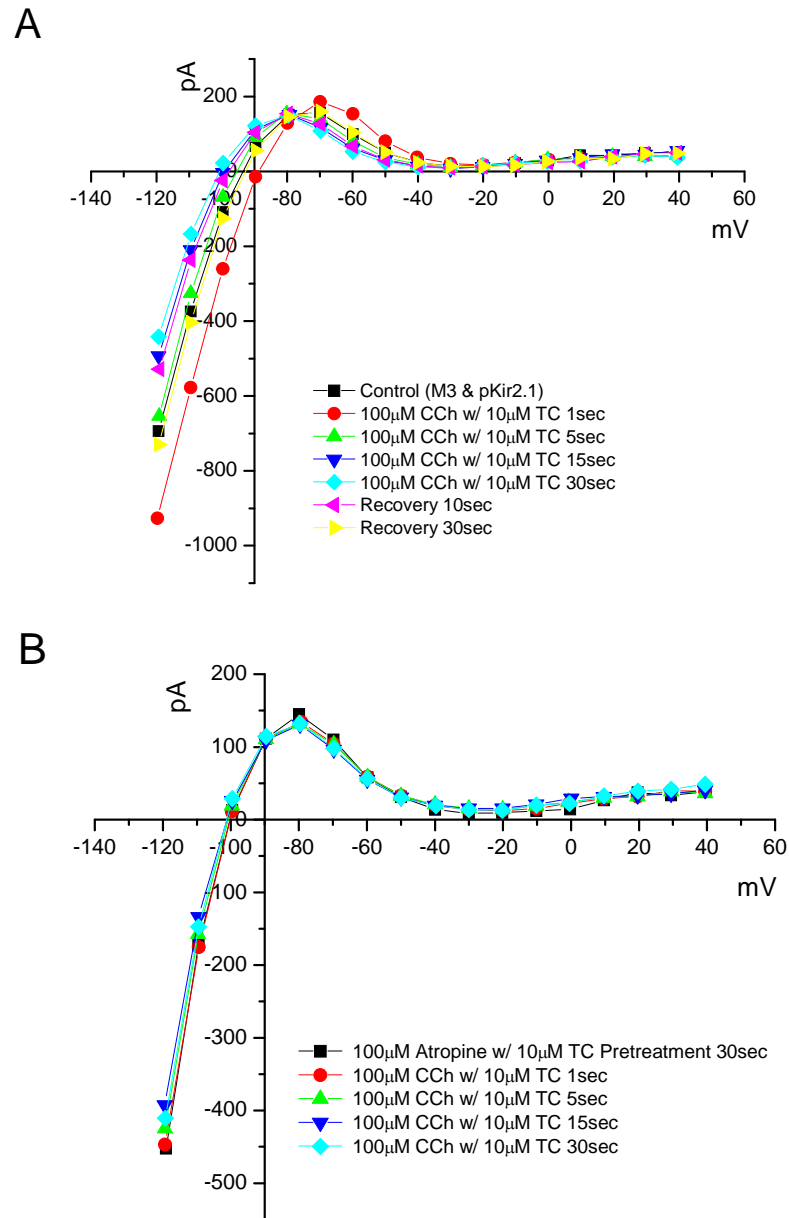 A
pA
200
0
-140 -120 -100 -80 -60 -40 -20 0 20 40 60
mV
-200
-400
-600
-800
-1000
Control (M3 & pKir2.1)
100μM CCh w/ 10μM TC 1sec
100μM CCh w/ 10μM TC 5sec
100μM CCh w/ 10μM TC 15sec
100μM CCh w/ 10μM TC 30sec
Recovery 10sec
Recovery 30sec
B
pA
200
100
0
-140 -120 -100 -80 -60 -40 -20 0 20 40 60
mV
-100
-200
-300
-400
-500
100μM Atropine w/ 10μM TC Pretreatment 30sec
100μM CCh w/ 10μM TC 1sec
100μM CCh w/ 10μM TC 5sec
100μM CCh w/ 10μM TC 15sec
100μM CCh w/ 10μM TC 30sec